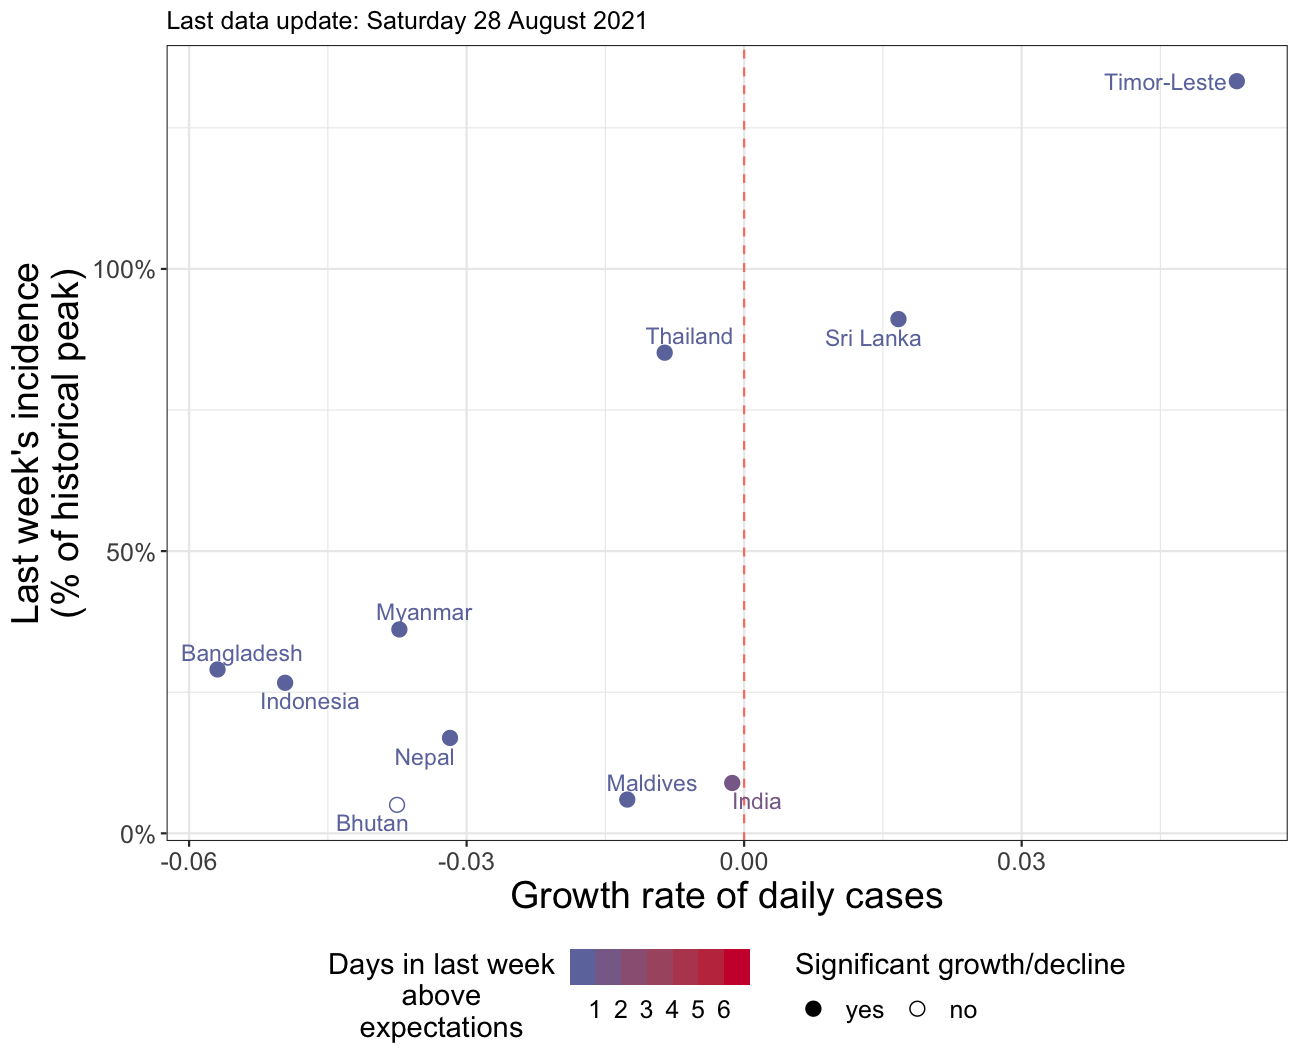 Last data update: Saturday 28 August 2021
Last week's incidence
(% of historical peak)
100%
50%
0%
Timor-Leste
Thailand
Sri Lanka
Myanmar
Bangladesh
Indonesia
Nepal
Maldives
India
Bhutan
-0.06
-0.03
0.00
0.03
Growth rate of daily cases
Days in last week
above
expectations
1 2 3 4 5 6
Significant growth/decline
yes
no